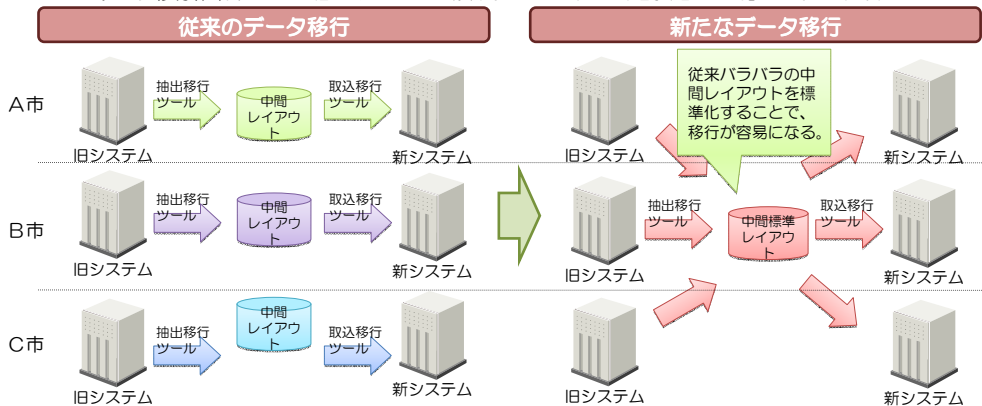 従来のデータ移行
新たなデータ移行
A市
抽出移行
ツール
中間
レイアウ
ト
取込移行
ツール
旧システム
新システム
B市
抽出移行
ツール
中間
レイアウ
ト
取込移行
ツール
旧システム
新システム
C市
抽出移行
ツール
中間
レイアウ
ト
取込移行
ツール
旧システム
新システム
従来バラバラの中
間レイアウトを標
準化することで、
移行が容易になる。
旧システム
新システム
抽出移行
ツール
中間標準
レイアウ
ト
取込移行
ツール
旧システム
新システム
旧システム
新システム